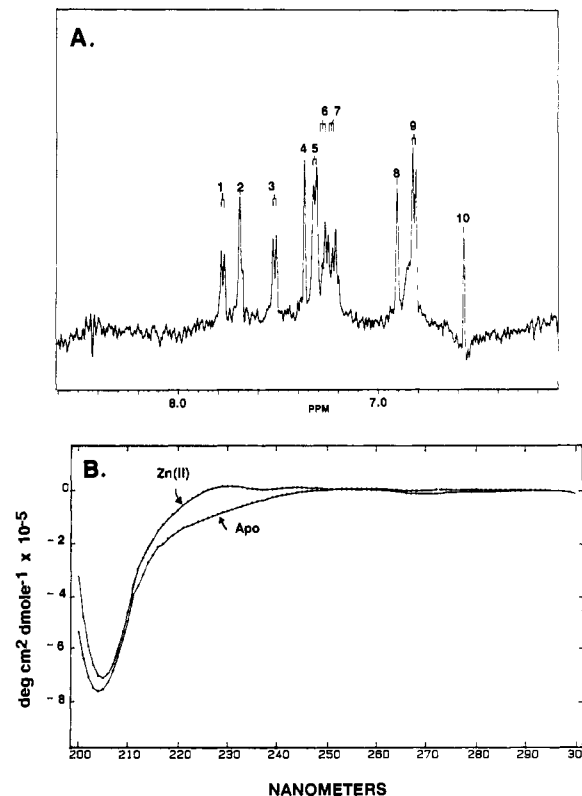 A.
6 7
1 2 3 4 5 8 9 10
8.0 7.0
PPM
B.
Zn(II)
Apo
0
- 2
- 4
- 6
- 8
deg cm² dmole⁻¹ x 10⁻⁵
200 210 220 230 240 250 260 270 280 290 30
NANOMETERS